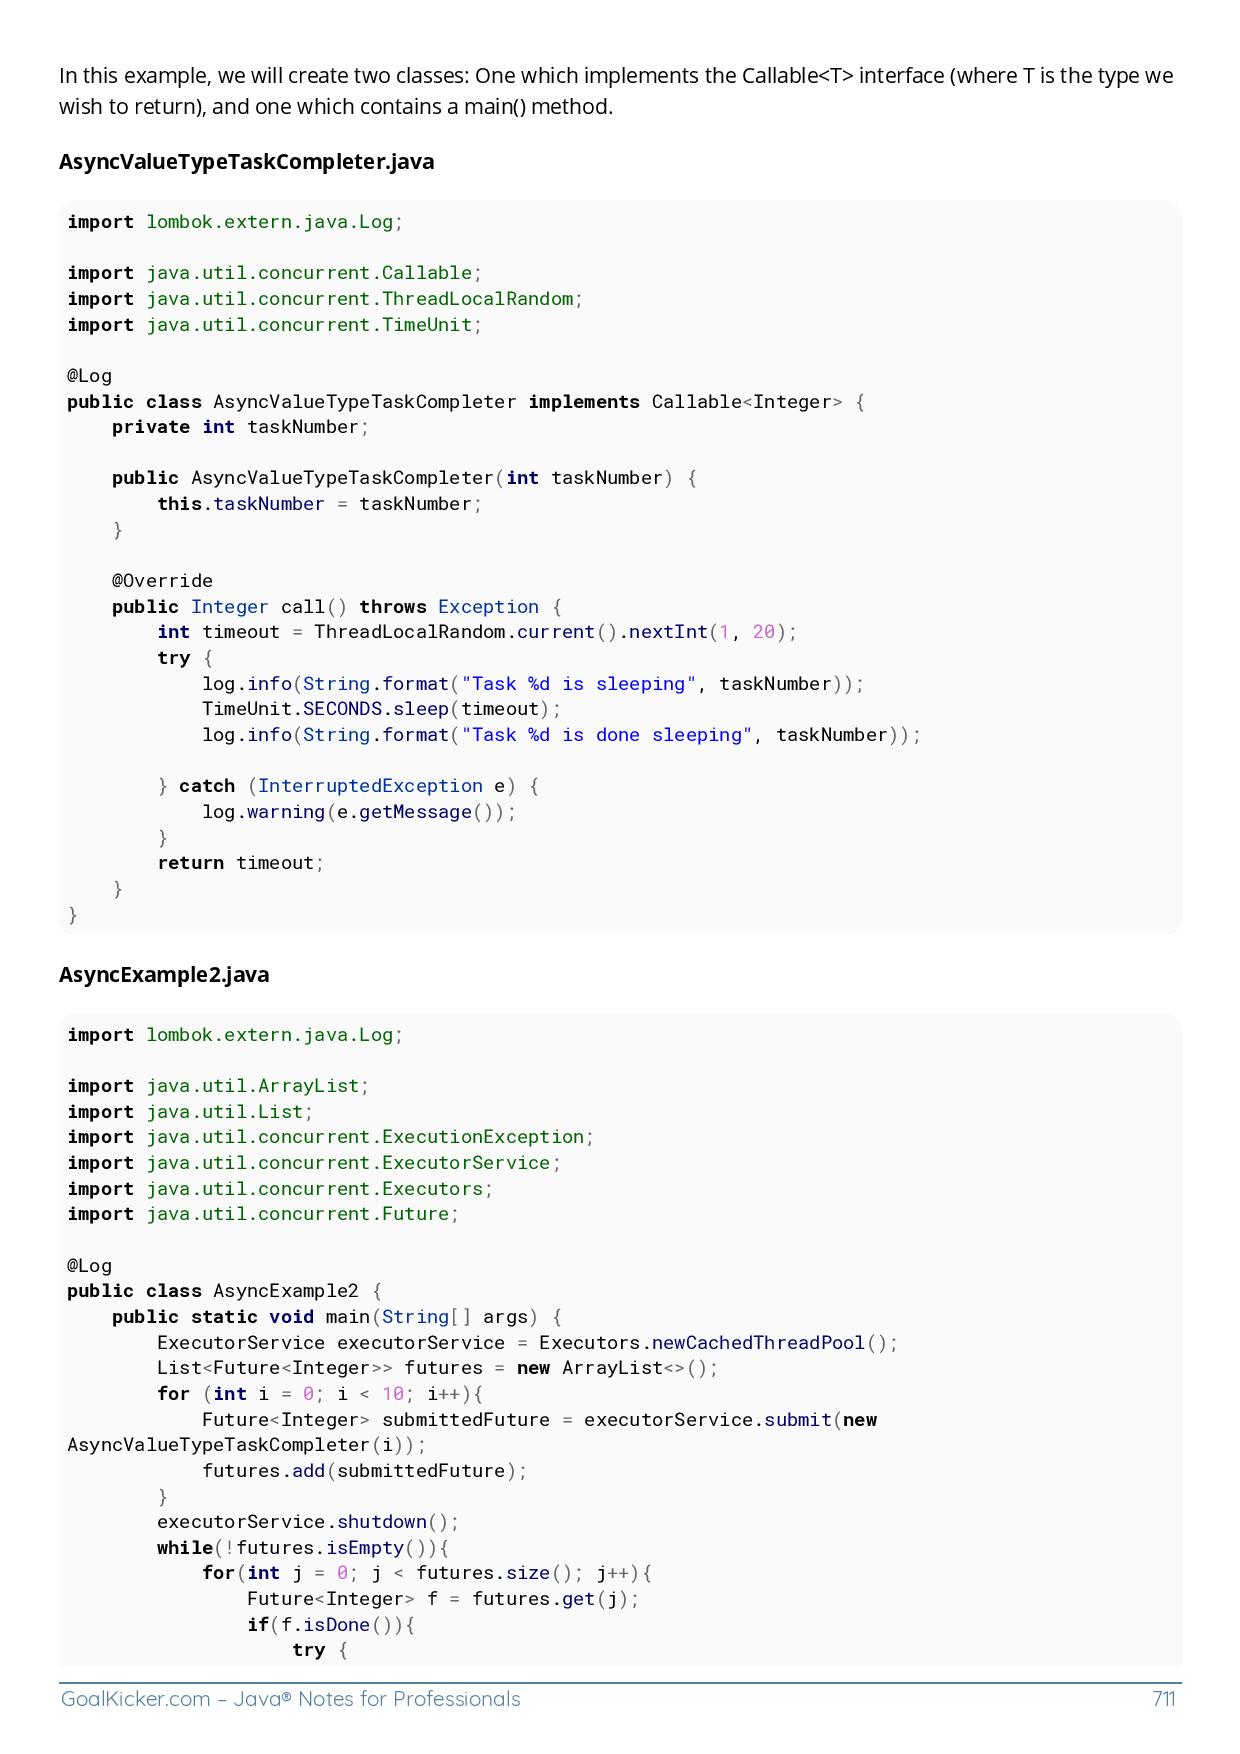 In this example, we will create two classes: One which implements the Callable<T> interface (where T is the type we
wish to return), and one which contains a main() method.
AsyncValueTypeTaskCompleter.java
import lombok.extern.java.Log;
import java.util.concurrent.Callable;
import java.util.concurrent.ThreadLocalRandom;
import java.util.concurrent.TimeUnit;
@Log
public class AsyncValueTypeTaskCompleter implements Callable<Integer> {
    private int taskNumber;
    public AsyncValueTypeTaskCompleter(int taskNumber) {
        this.taskNumber = taskNumber;
    }
    @Override
    public Integer call() throws Exception {
        int timeout = ThreadLocalRandom.current().nextInt(1, 20);
        try {
            log.info(String.format("Task %d is sleeping", taskNumber));
            TimeUnit.SECONDS.sleep(timeout);
            log.info(String.format("Task %d is done sleeping", taskNumber));
        } catch (InterruptedException e) {
            log.warning(e.getMessage());
        }
        return timeout;
    }
}
AsyncExample2.java
import lombok.extern.java.Log;
import java.util.ArrayList;
import java.util.List;
import java.util.concurrent.ExecutionException;
import java.util.concurrent.ExecutorService;
import java.util.concurrent.Executors;
import java.util.concurrent.Future;
@Log
public class AsyncExample2 {
    public static void main(String[] args) {
        ExecutorService executorService = Executors.newCachedThreadPool();
        List<Future<Integer>> futures = new ArrayList<>();
        for (int i = 0; i < 10; i++){
            Future<Integer> submittedFuture = executorService.submit(new
AsyncValueTypeTaskCompleter(i));
            futures.add(submittedFuture);
        }
        executorService.shutdown();
        while(!futures.isEmpty()){
            for(int j = 0; j < futures.size(); j++){
                Future<Integer> f = futures.get(j);
                if(f.isDone()){
                    try {
GoalKicker.com – Java® Notes for Professionals 711